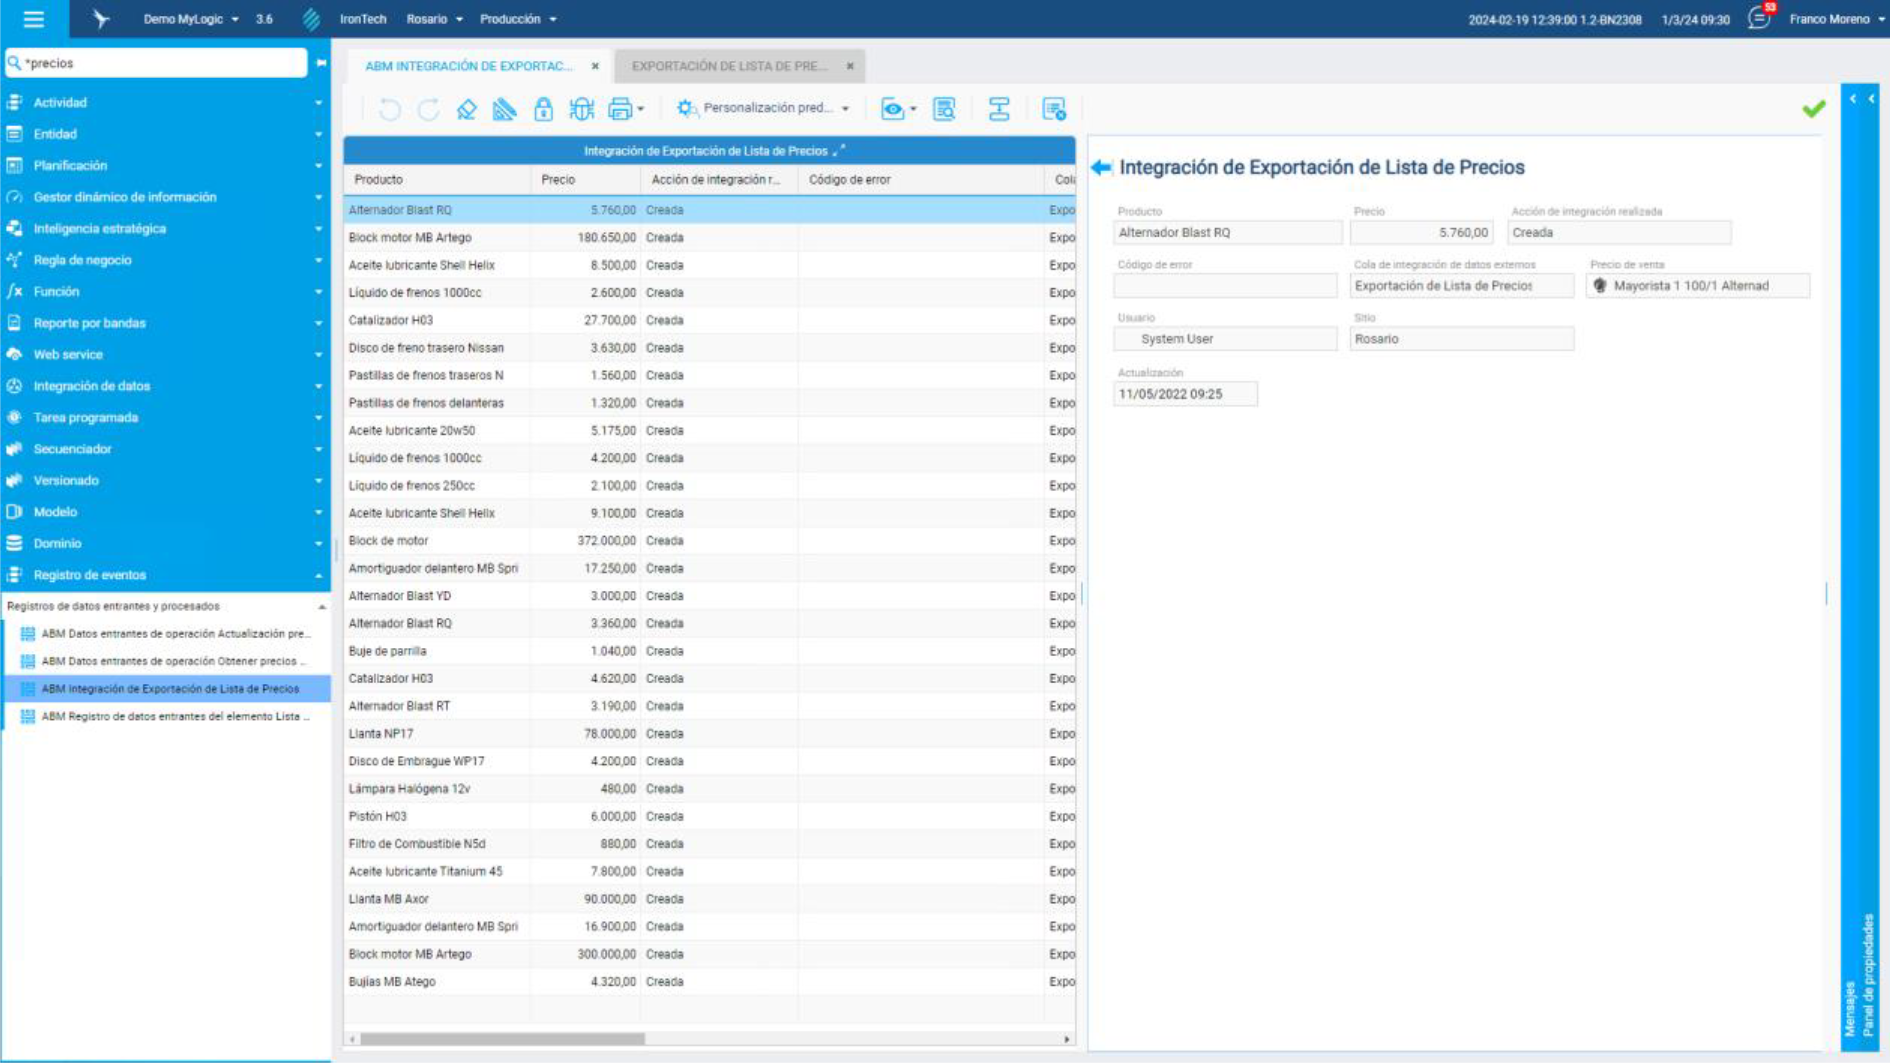 Demo MyLogic 3.6 IronTech Rosario Producción 2024-02-19 12:39:00 1.2-BN2308 1/3/24 09:30 53 Franco Moreno
*precios
Actividad
Entidad
Planificación
Gestor dinámico de información
Inteligencia estratégica
Regla de negocio
Función
Reporte por bandas
Web service
Integración de datos
Tarea programada
Secuenciador
Versionado
Modelo
Dominio
Registro de eventos
Registros de datos entrantes y procesados
ABM Datos entrantes de operación Actualización pre...
ABM Datos entrantes de operación Obtener precios ...
ABM Integración de Exportación de Lista de Precios
ABM Registro de datos entrantes del elemento Lista ...
ABM INTEGRACIÓN DE EXPORTAC... × EXPORTACIÓN DE LISTA DE PRE... ×
Personalización pred...
Integración de Exportación de Lista de Precios
Producto Precio Acción de integración r... Código de error Cola
Alternador Blast RQ 5.760,00 Creada Expo
Block motor MB Artego 180.650,00 Creada Expo
Aceite lubricante Shell Helix 8.500,00 Creada Expo
Líquido de frenos 1000cc 2.600,00 Creada Expo
Catalizador H03 27.700,00 Creada Expo
Disco de freno trasero Nissan 3.630,00 Creada Expo
Pastillas de frenos traseros N 1.560,00 Creada Expo
Pastillas de frenos delanteras 1.320,00 Creada Expo
Aceite lubricante 20w50 5.175,00 Creada Expo
Líquido de frenos 1000cc 4.200,00 Creada Expo
Líquido de frenos 250cc 2.100,00 Creada Expo
Aceite lubricante Shell Helix 9.100,00 Creada Expo
Block de motor 372.000,00 Creada Expo
Amortiguador delantero MB Spri 17.250,00 Creada Expo
Alternador Blast YD 3.000,00 Creada Expo
Alternador Blast RQ 3.360,00 Creada Expo
Buje de parrilla 1.040,00 Creada Expo
Catalizador H03 4.620,00 Creada Expo
Alternador Blast RT 3.190,00 Creada Expo
Llanta NP17 78.000,00 Creada Expo
Disco de Embrague WP17 4.200,00 Creada Expo
Lámpara Halógena 12v 480,00 Creada Expo
Pistón H03 6.000,00 Creada Expo
Filtro de Combustible N5d 880,00 Creada Expo
Aceite lubricante Titanium 45 7.800,00 Creada Expo
Llanta MB Axor 90.000,00 Creada Expo
Amortiguador delantero MB Spri 16.900,00 Creada Expo
Block motor MB Artego 300.000,00 Creada Expo
Bujías MB Atego 4.320,00 Creada Expo
Integración de Exportación de Lista de Precios
Producto Precio Acción de integración realizada
Alternador Blast RQ 5.760,00 Creada
Código de error Cola de integración de datos externos Precio de venta
Exportación de Lista de Precios Mayorista 1 100/1 Alternad
Usuario Sitio
System User Rosario
Actualización
11/05/2022 09:25
Mensajes
Panel de propiedades